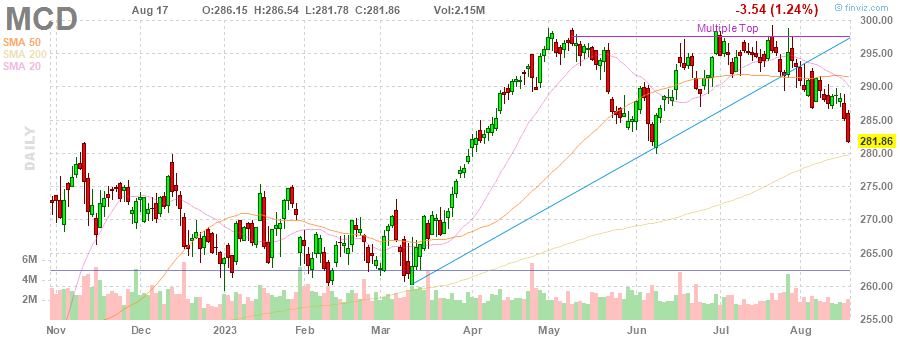 MCD Aug 17 O:286.15 H:286.54 L:281.78 C:281.86 Vol:2.15M -3.54 (1.24%) © finviz.com
SMA 50
SMA 200
SMA 20
DAILY
Multiple Top
300.00
295.00
290.00
285.00
281.86
280.00
275.00
270.00
265.00
260.00
255.00
6M
4M
2M
Nov Dec 2023 Feb Mar Apr May Jun Jul Aug